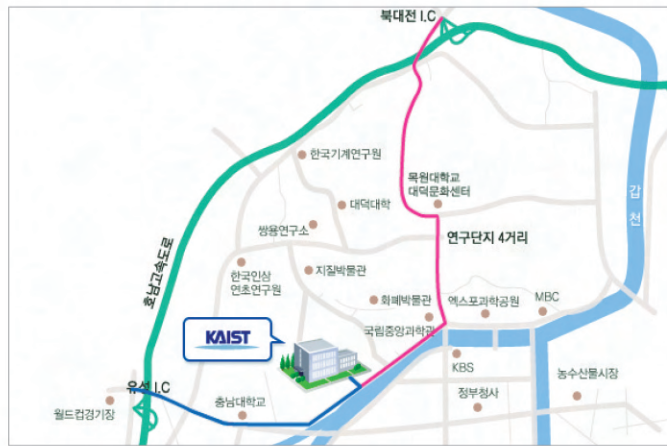 북대전 I.C
한국기계연구원
목원대학교
대덕문화센터
갑천
대덕대학
쌍용연구소
연구단지 4거리
호남고속도로
한국인삼
연초연구원
지질박물관
화폐박물관
엑스포과학공원
MBC
국립중앙과학관
KAIST
KBS
농수산물시장
유성 I.C
정부청사
월드컵경기장
충남대학교